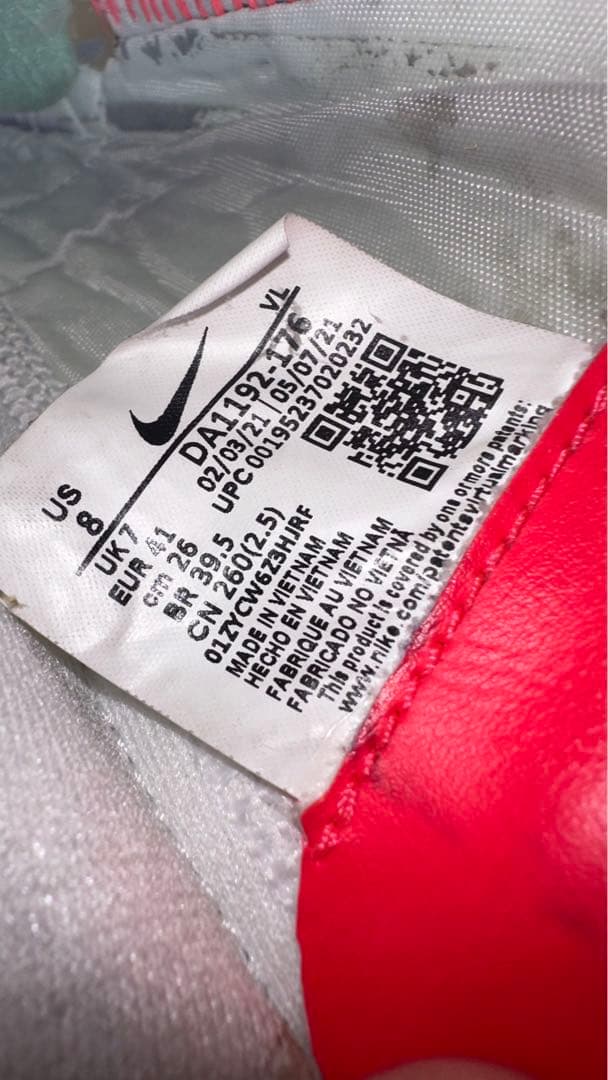 VL
US
8
DA1192-176
02/03/21 | 05/07/21
UPC 00195237020232
UK 7
EUR 41
cm 26
BR 39.5
CN 260(2.5)
01ZYCW6Z3HJRF
MADE IN VIETNAM
HECHO EN VIETNAM
FABRIQUE AU VIETNAM
FABRICADO NO VIETNÃ
This product is covered by one or more patents:
www.nike.com/patentsvirtualmarking